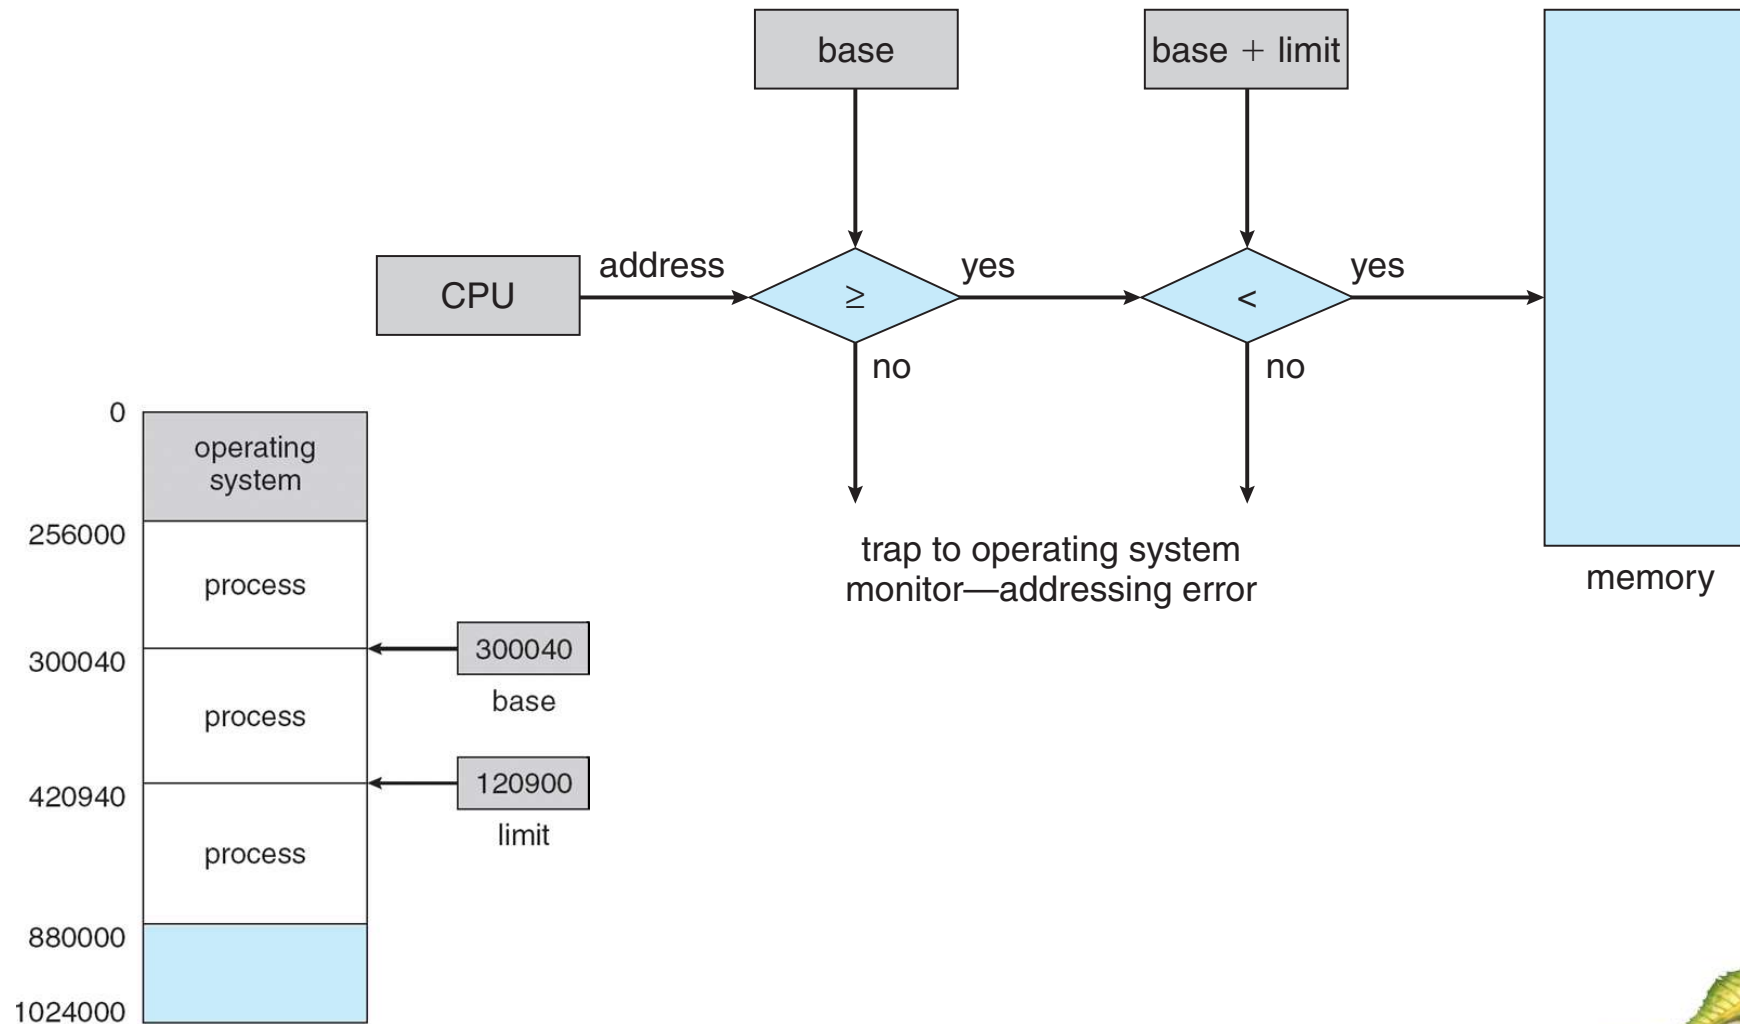 base
base + limit
CPU
address
≥
yes
<
yes
no
no
trap to operating system
monitor—addressing error
memory
0
operating
system
256000
process
300040
300040
base
process
420940
120900
limit
process
880000
1024000